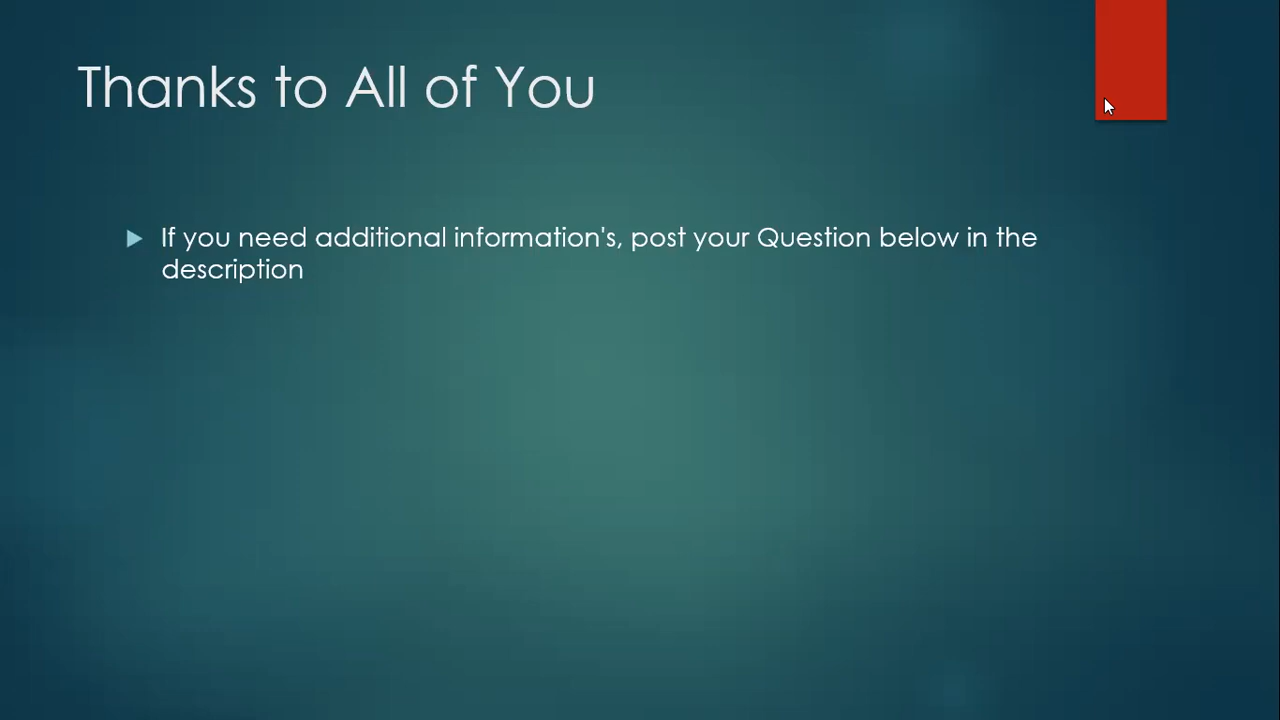 Thanks to All of You
If you need additional information's, post your Question below in the
description